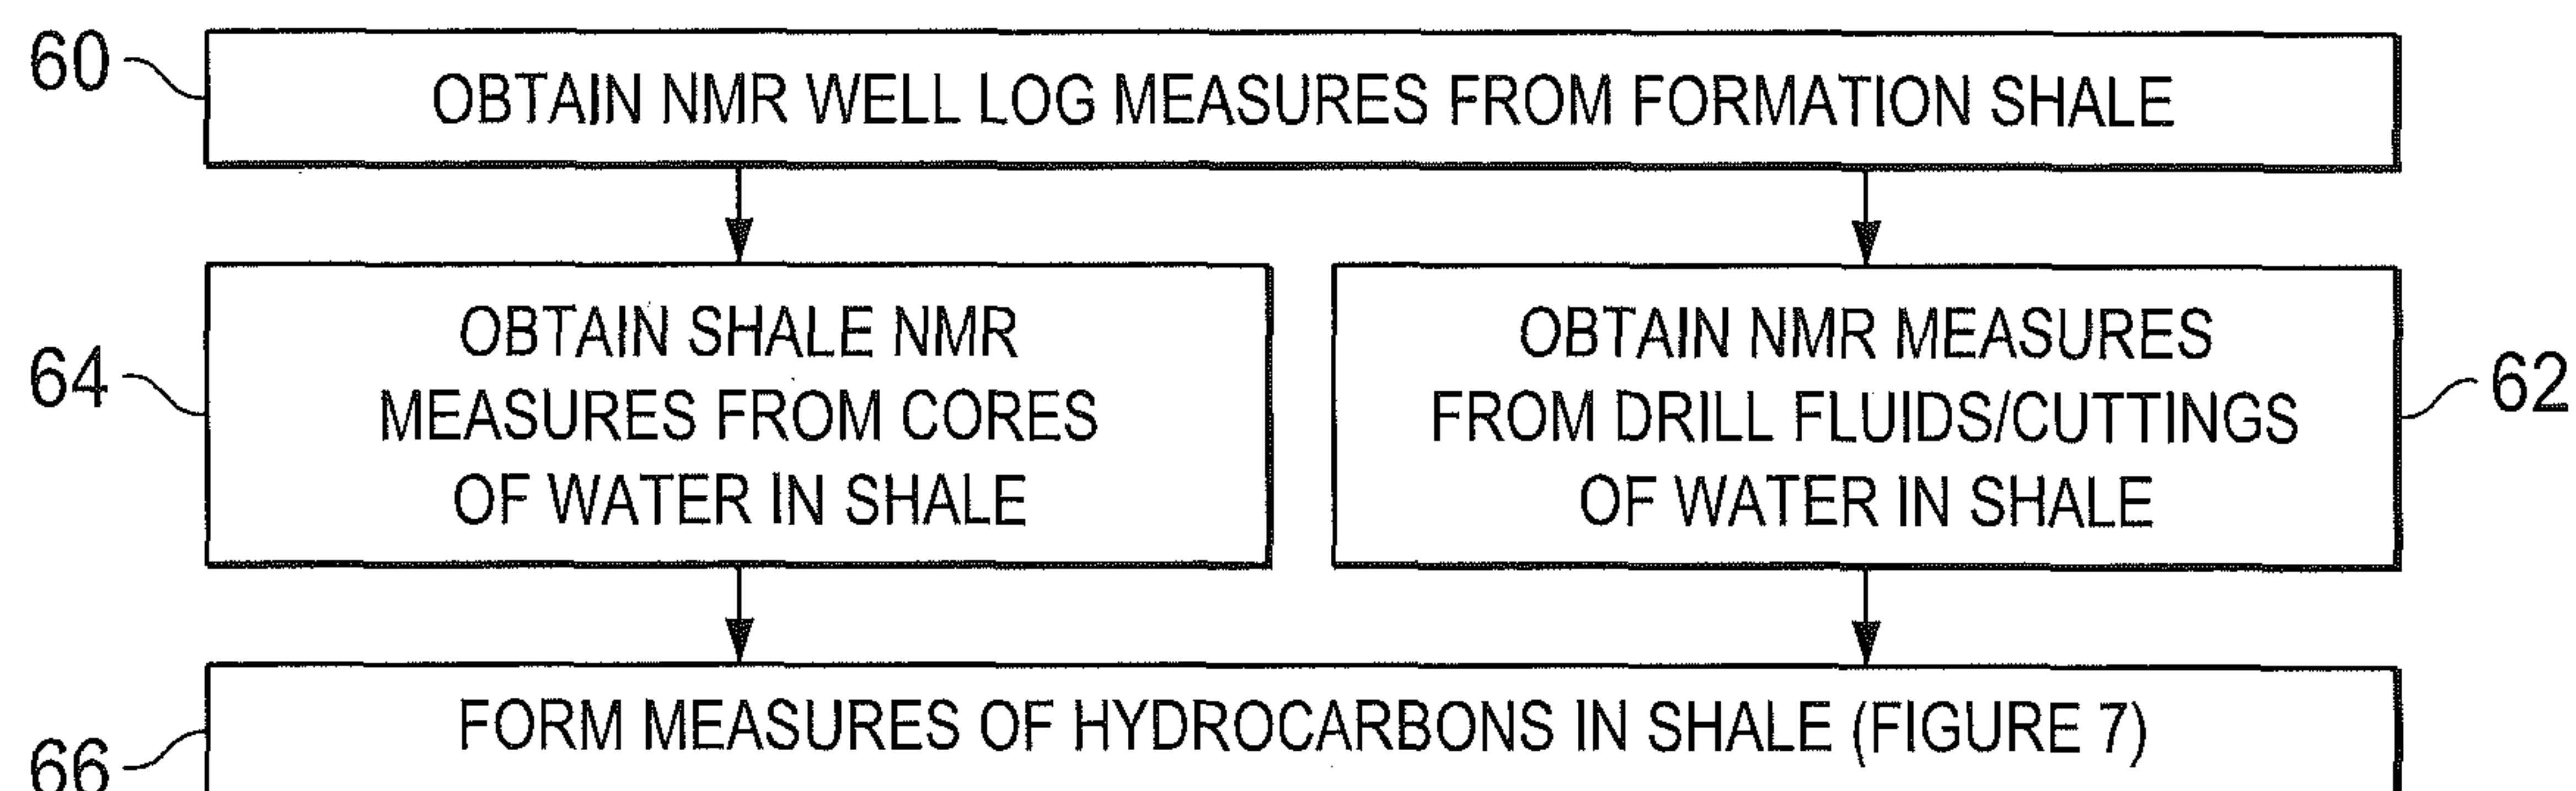 60
OBTAIN NMR WELL LOG MEASURES FROM FORMATION SHALE
64
OBTAIN SHALE NMR
MEASURES FROM CORES
OF WATER IN SHALE
OBTAIN NMR MEASURES
FROM DRILL FLUIDS/CUTTINGS
OF WATER IN SHALE
62
66
FORM MEASURES OF HYDROCARBONS IN SHALE (FIGURE 7)